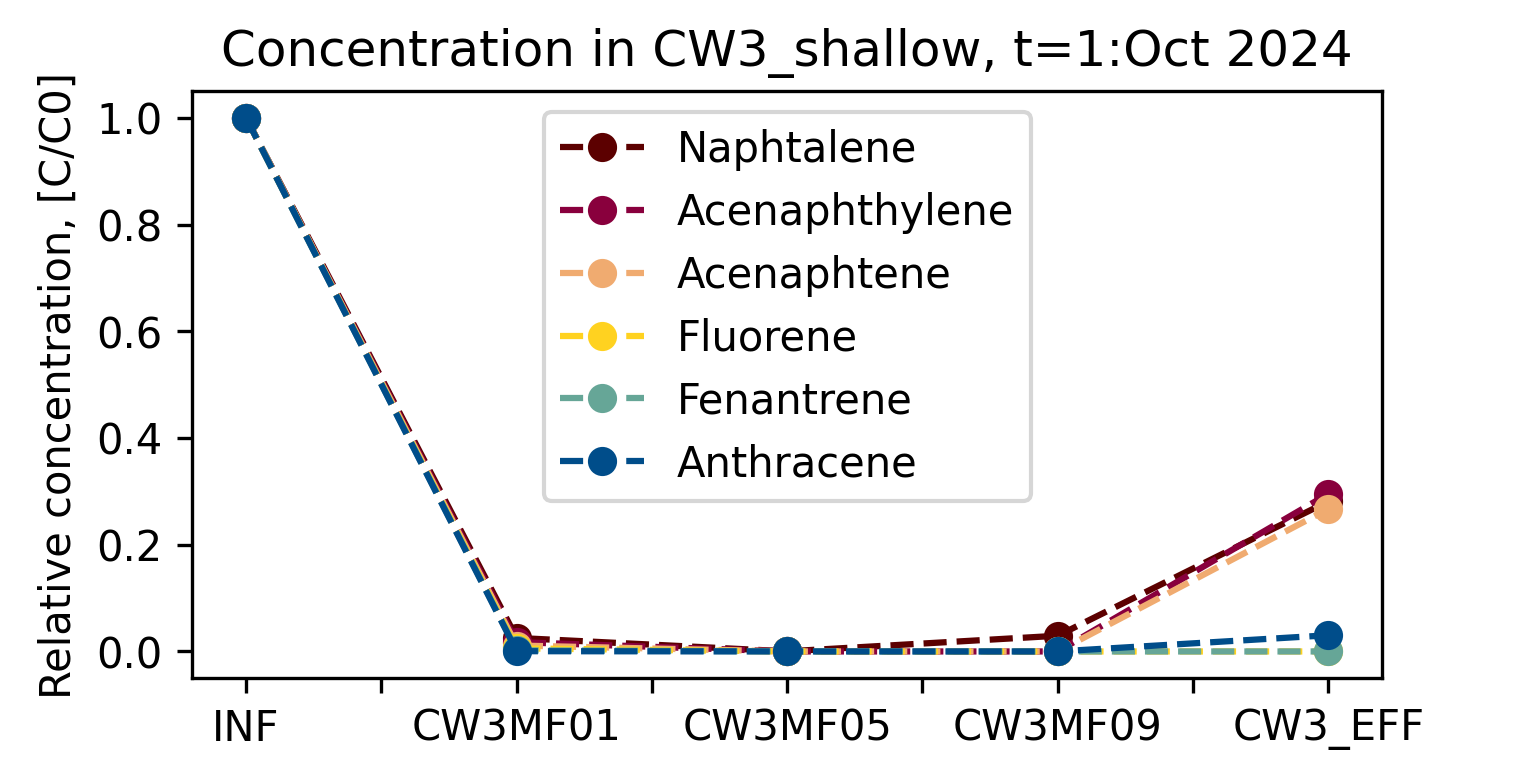 Concentration in CW3_shallow, t=1:Oct 2024
Relative concentration, [C/C0]
1.0
0.8
0.6
0.4
0.2
0.0
Naphtalene
Acenaphthylene
Acenaphtene
Fluorene
Fenantrene
Anthracene
INF CW3MF01 CW3MF05 CW3MF09 CW3_EFF